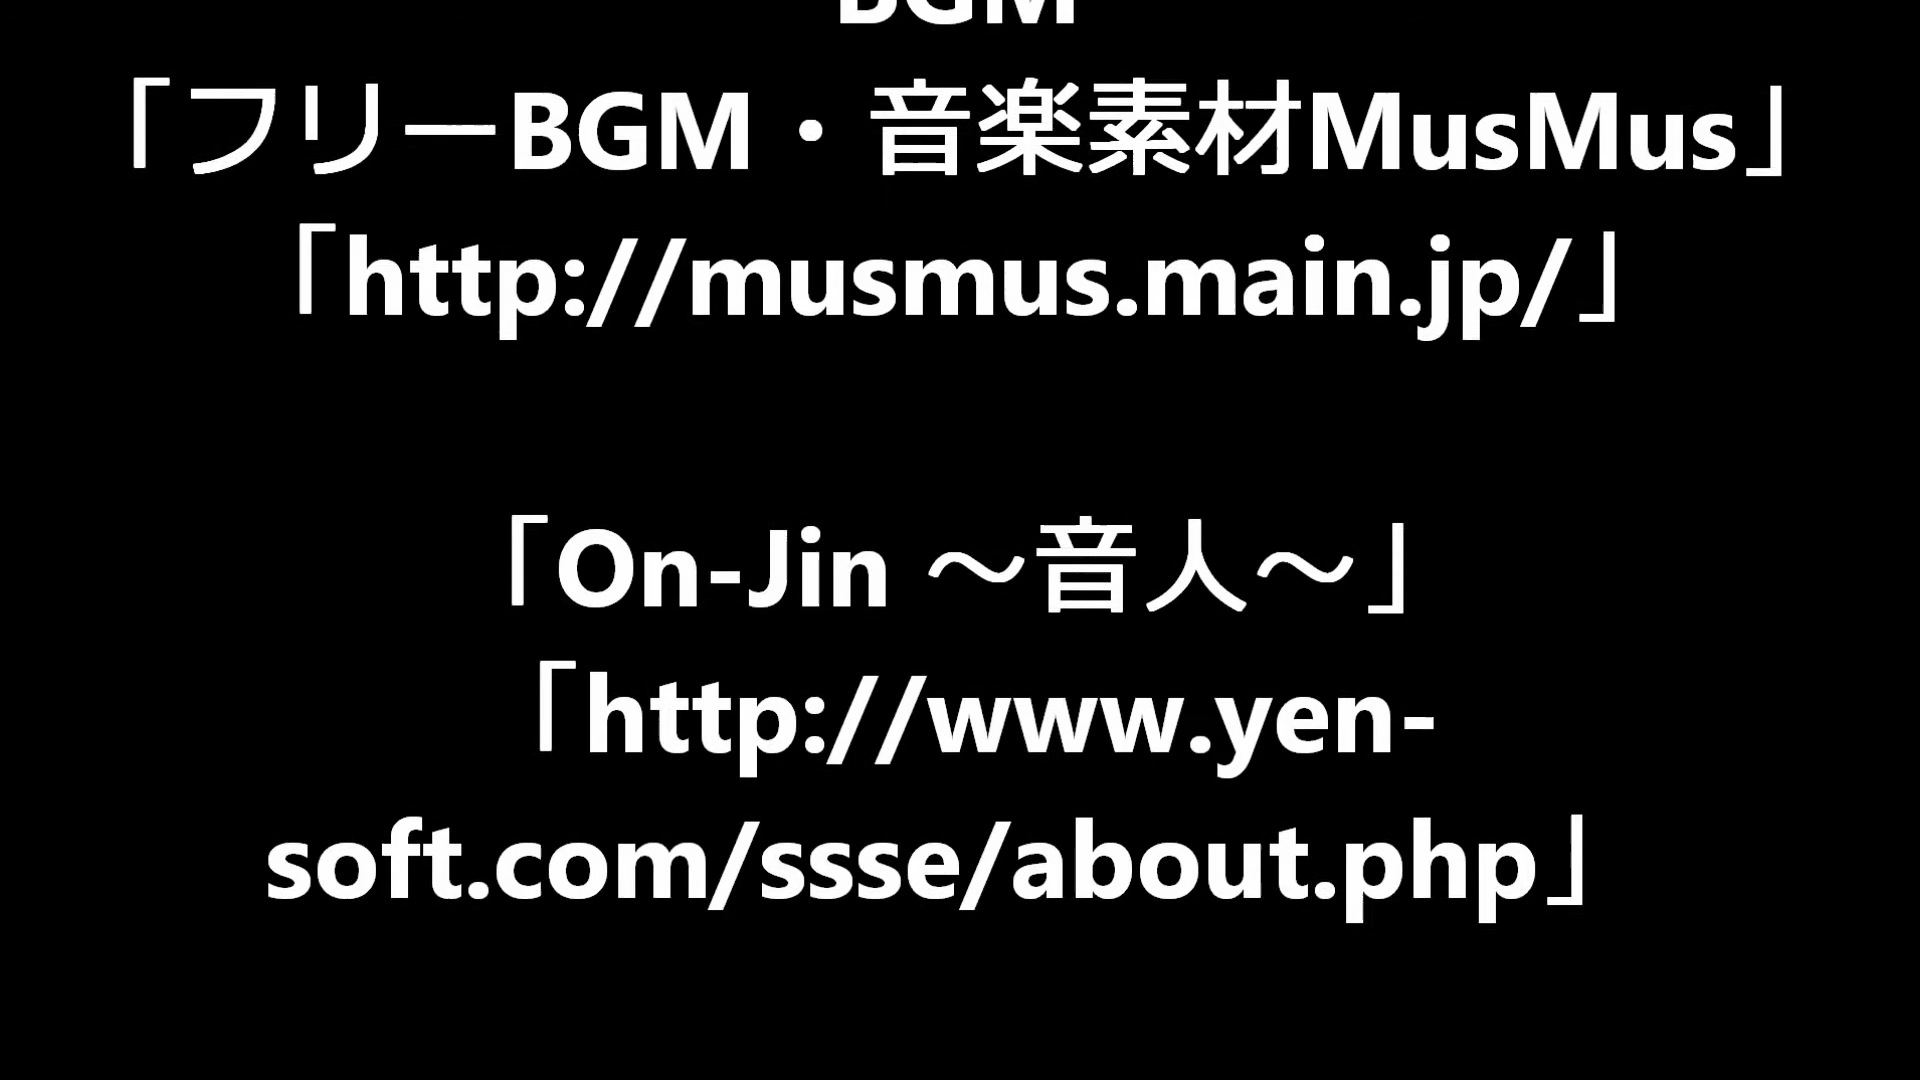 BGM
「フリーBGM・音楽素材MusMus」
「http://musmus.main.jp/」
「On-Jin ～音人～」
「http://www.yen-
soft.com/ssse/about.php」